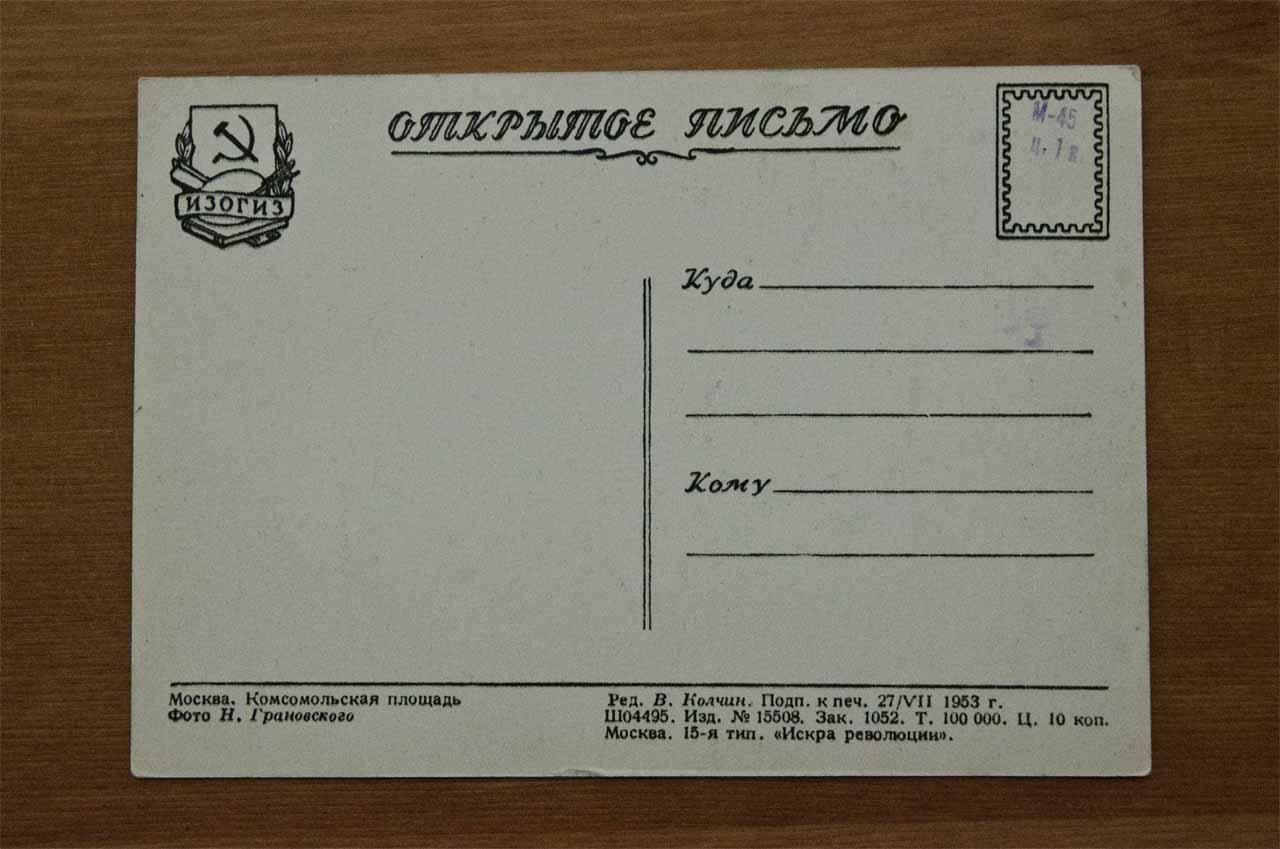 ОТКРЫТОЕ ПИСЬМО
ИЗОГИЗ
М-45
ц. 1 к.
Куда
Кому
Москва. Комсомольская площадь
Фото Н. Грановского
Ред. В. Колчин. Подп. к печ. 27/VII 1953 г.
Ш04495. Изд. № 15508. Зак. 1052. Т. 100 000. Ц. 10 коп.
Москва. 15-я тип. «Искра революции».